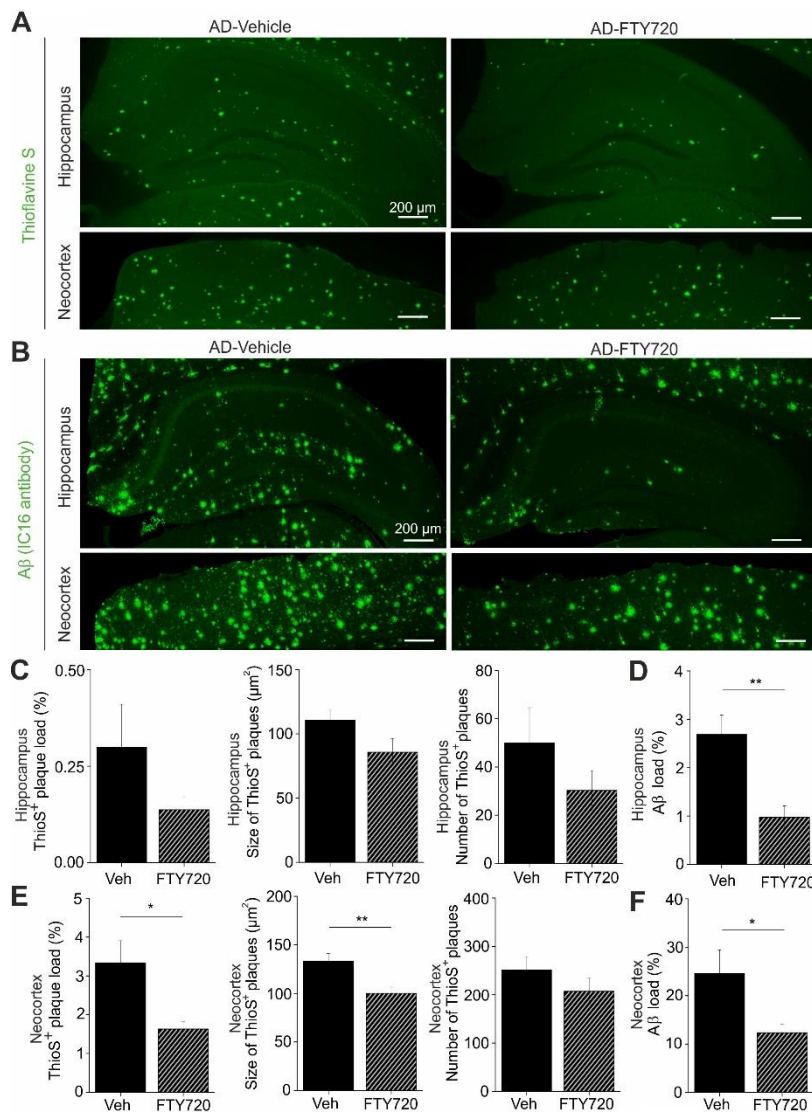 A
AD-Vehicle
AD-FTY720
Thioflavine S
Hippocampus
200 µm
Neocortex
B
AD-Vehicle
AD-FTY720
Aβ (IC16 antibody)
Hippocampus
200 µm
Neocortex
C
Hippocampus
ThioS⁺ plaque load (%)
0.50
0.25
0.00
Veh FTY720
Hippocampus
Size of ThioS⁺ plaques (µm²)
150
100
50
0
Veh FTY720
Hippocampus
Number of ThioS⁺ plaques
80
60
40
20
0
Veh FTY720
D
Hippocampus
Aβ load (%)
4
3
2
1
0
**
Veh FTY720
E
Neocortex
ThioS⁺ plaque load (%)
5
4
3
2
1
0
*
Veh FTY720
Neocortex
Size of ThioS⁺ plaques (µm²)
200
150
100
50
0
**
Veh FTY720
Neocortex
Number of ThioS⁺ plaques
400
300
200
100
0
Veh FTY720
F
Neocortex
Aβ load (%)
40
30
20
10
0
*
Veh FTY720